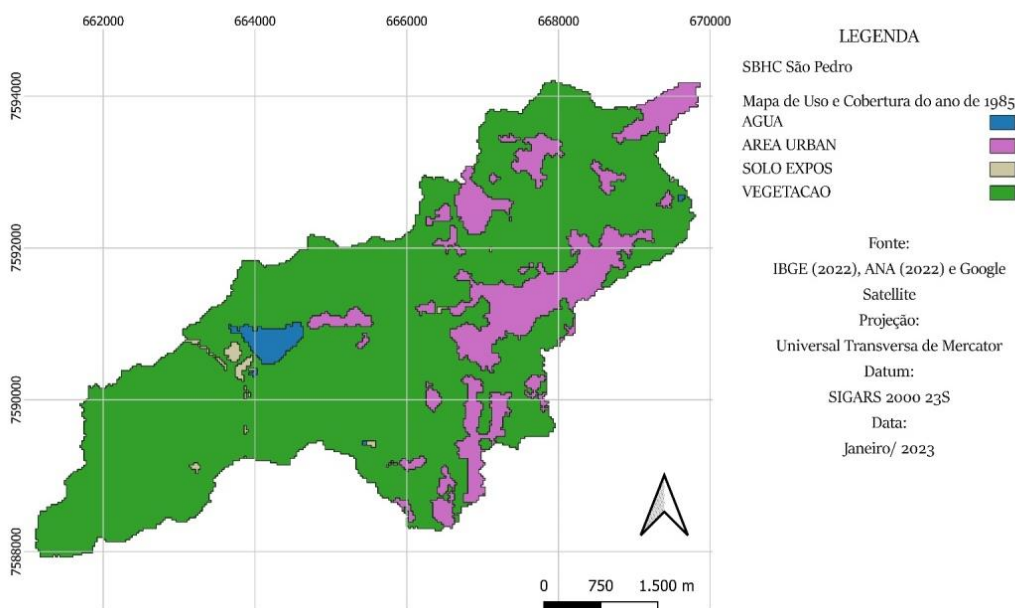 662000
664000
666000
668000
670000
7594000
7592000
7590000
7588000
LEGENDA
SBHC São Pedro
Mapa de Uso e Cobertura do ano de 1985
AGUA
AREA URBAN
SOLO EXPOS
VEGETACAO
Fonte:
IBGE (2022), ANA (2022) e Google
Satellite
Projeção:
Universal Transversa de Mercator
Datum:
SIGARS 2000 23S
Data:
Janeiro/ 2023
0 750 1.500 m